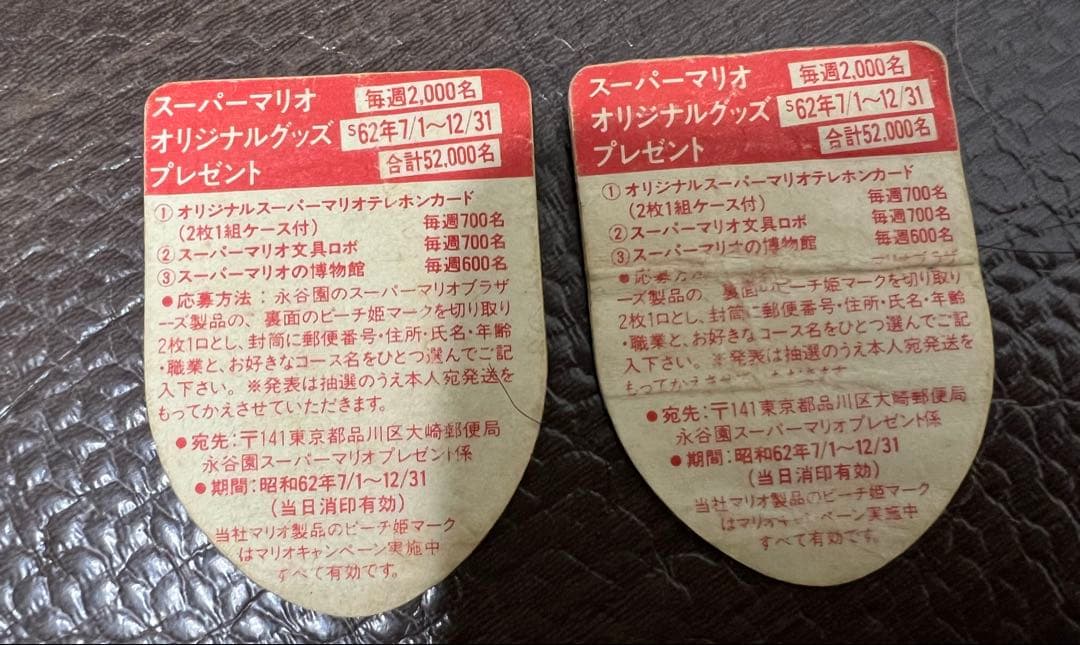 スーパーマリオ
オリジナルグッズ
プレゼント
毎週2,000名
S62年7/1〜12/31
合計52,000名
① オリジナルスーパーマリオテレホンカード
(2枚1組ケース付) 毎週700名
② スーパーマリオ文具ロボ 毎週700名
③ スーパーマリオの博物館 毎週600名
●応募方法：永谷園のスーパーマリオブラザ
ーズ製品の、裏面のピーチ姫マークを切り取り
2枚1口とし、封筒に郵便番号・住所・氏名・年齢
・職業と、お好きなコース名をひとつ選んでご記
入下さい。※発表は抽選のうえ本人宛発送を
もってかえさせていただきます。
●宛先：〒141東京都品川区大崎郵便局
永谷園スーパーマリオプレゼント係
●期間：昭和62年7/1〜12/31
(当日消印有効)
当社マリオ製品のピーチ姫マーク
はマリオキャンペーン実施中
すべて有効です。
スーパーマリオ
オリジナルグッズ
プレゼント
毎週2,000名
S62年7/1〜12/31
合計52,000名
① オリジナルスーパーマリオテレホンカード
(2枚1組ケース付) 毎週700名
② スーパーマリオ文具ロボ 毎週700名
③ スーパーマリオの博物館 毎週600名
●応募方法 マリオブラザ
ーズ製品の、裏面のピーチ姫マークを切り取り
2枚1口とし、封筒に郵便番号・住所・氏名・年齢
・職業と、お好きなコース名をひとつ選んでご記
入下さい。※発表は抽選のうえ本人宛発送を
もってかえさせていただきます
●宛先：〒141東京都品川区大崎郵便局
永谷園スーパーマリオプレゼント係
●期間：昭和62年7/1〜12/31
(当日消印有効)
当社マリオ製品のピーチ姫マーク
はマリオキャンペーン実施中
すべて有効です。